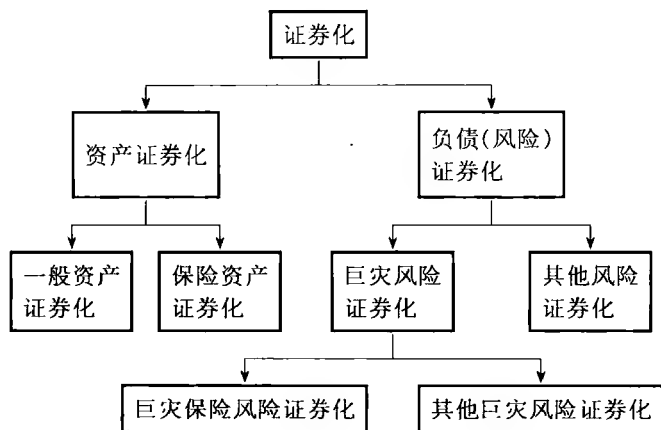 证券化
资产证券化
负债(风险)
证券化
一般资产
证券化
保险资产
证券化
巨灾风险
证券化
其他风险
证券化
巨灾保险风险证券化
其他巨灾风险证券化